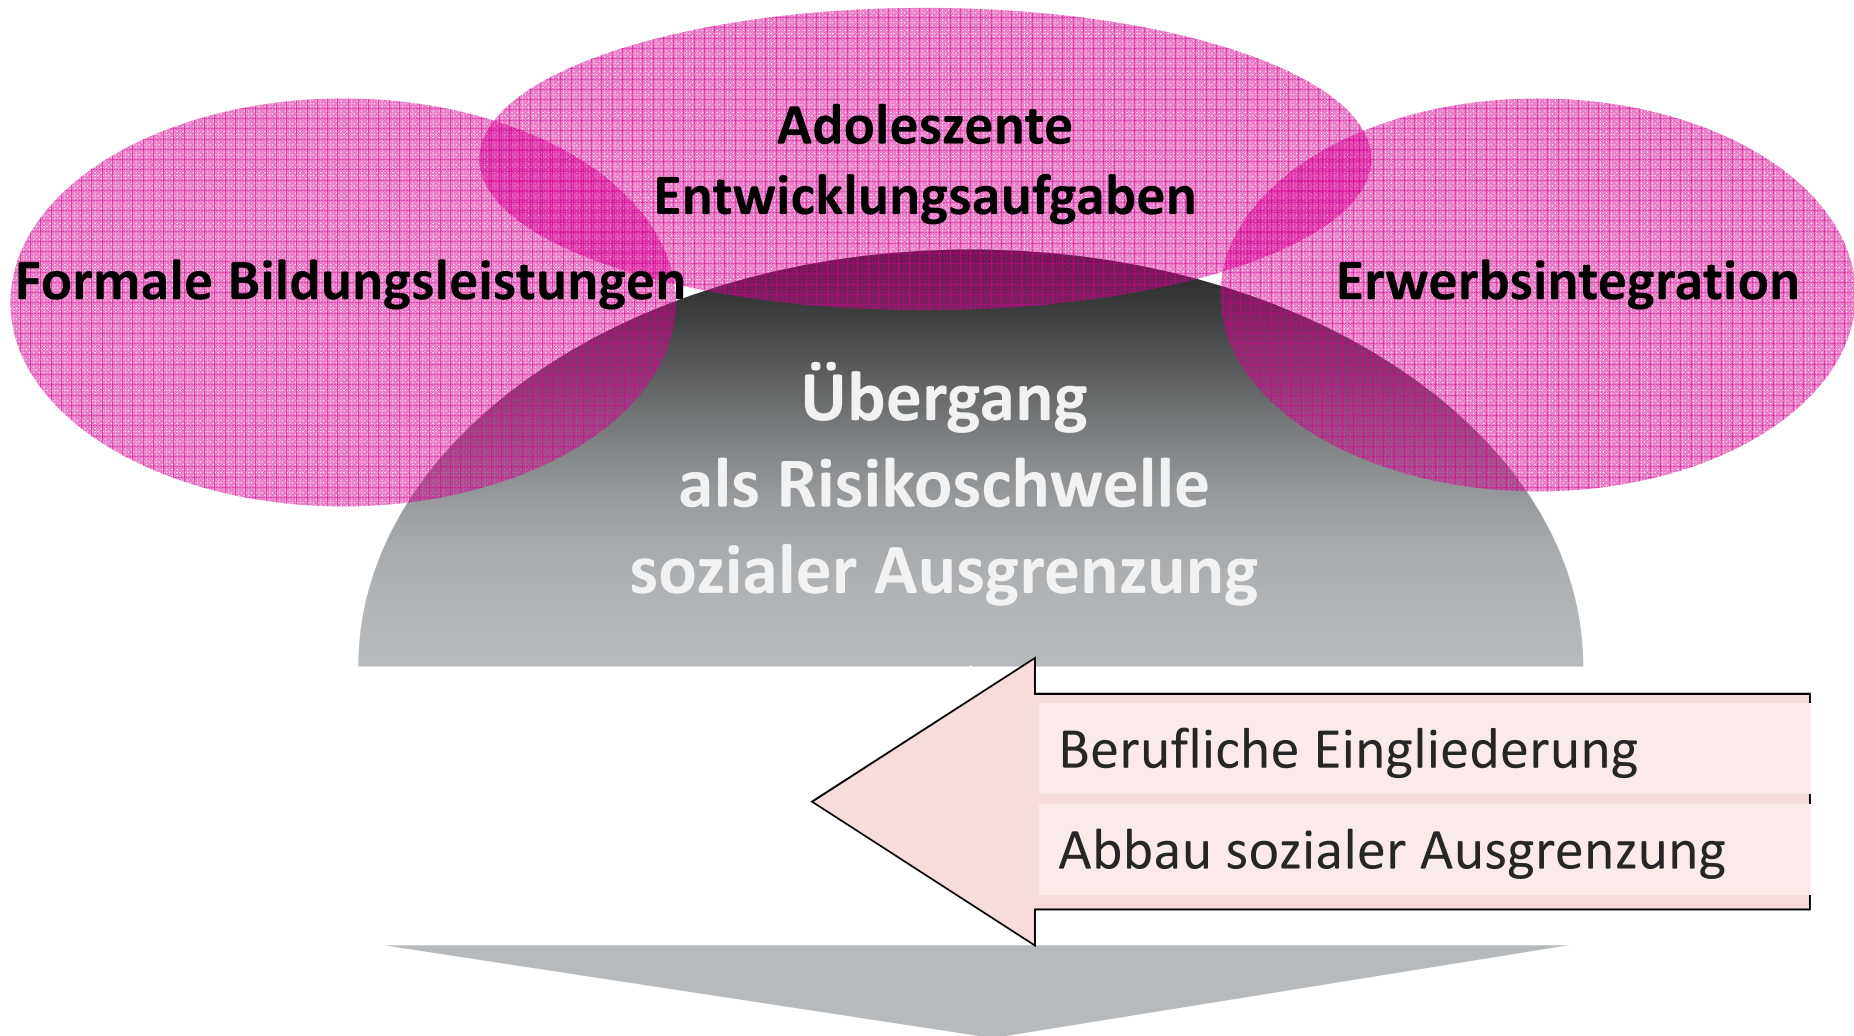 Adoleszente
Entwicklungsaufgaben
Formale Bildungsleistungen
Erwerbsintegration
Übergang
als Risikoschwelle
sozialer Ausgrenzung
Berufliche Eingliederung
Abbau sozialer Ausgrenzung